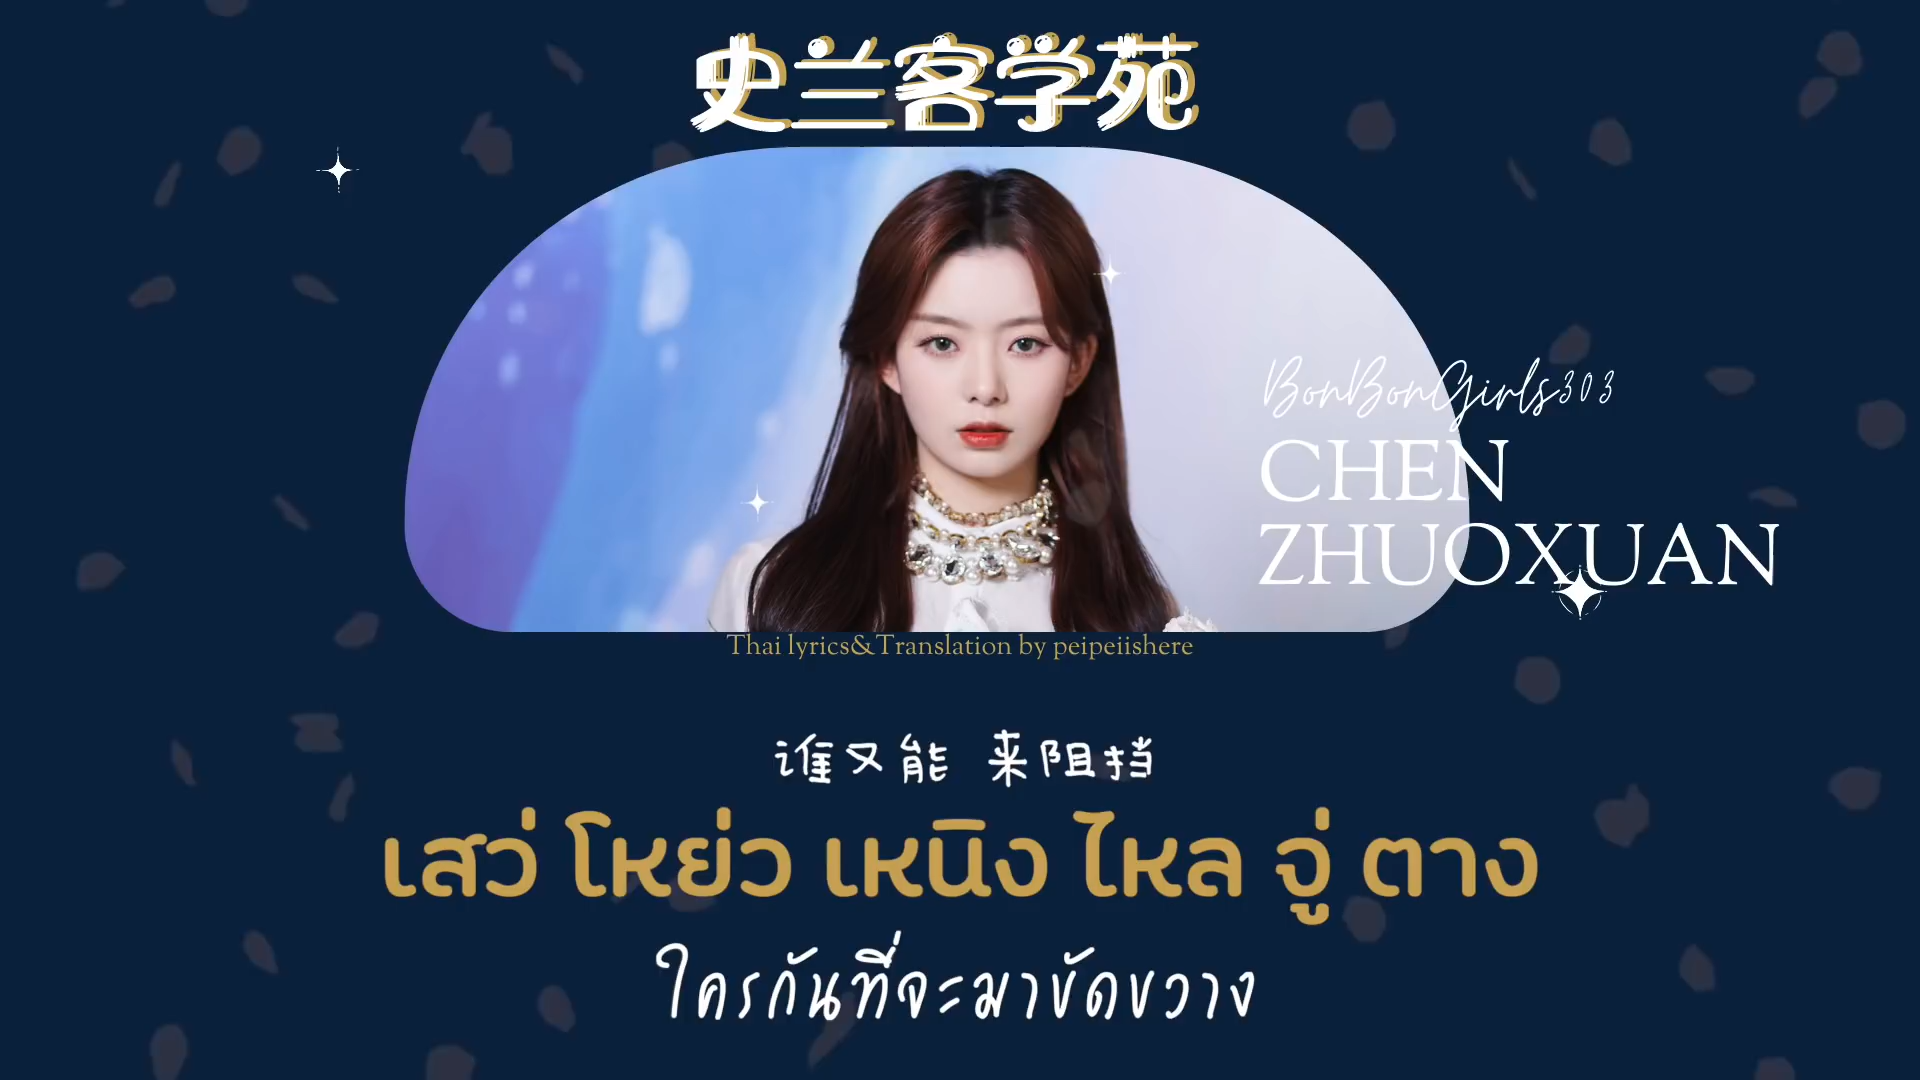 史兰客学苑
BonBonGirls303
CHEN
ZHUOXUAN
Thai lyrics&Translation by peipeiishere
谁又能 来阻挡
เสว่ โหย่ว เหนิง ไหล จู่ ตาง
ใครกันที่จะมาขัดขวาง